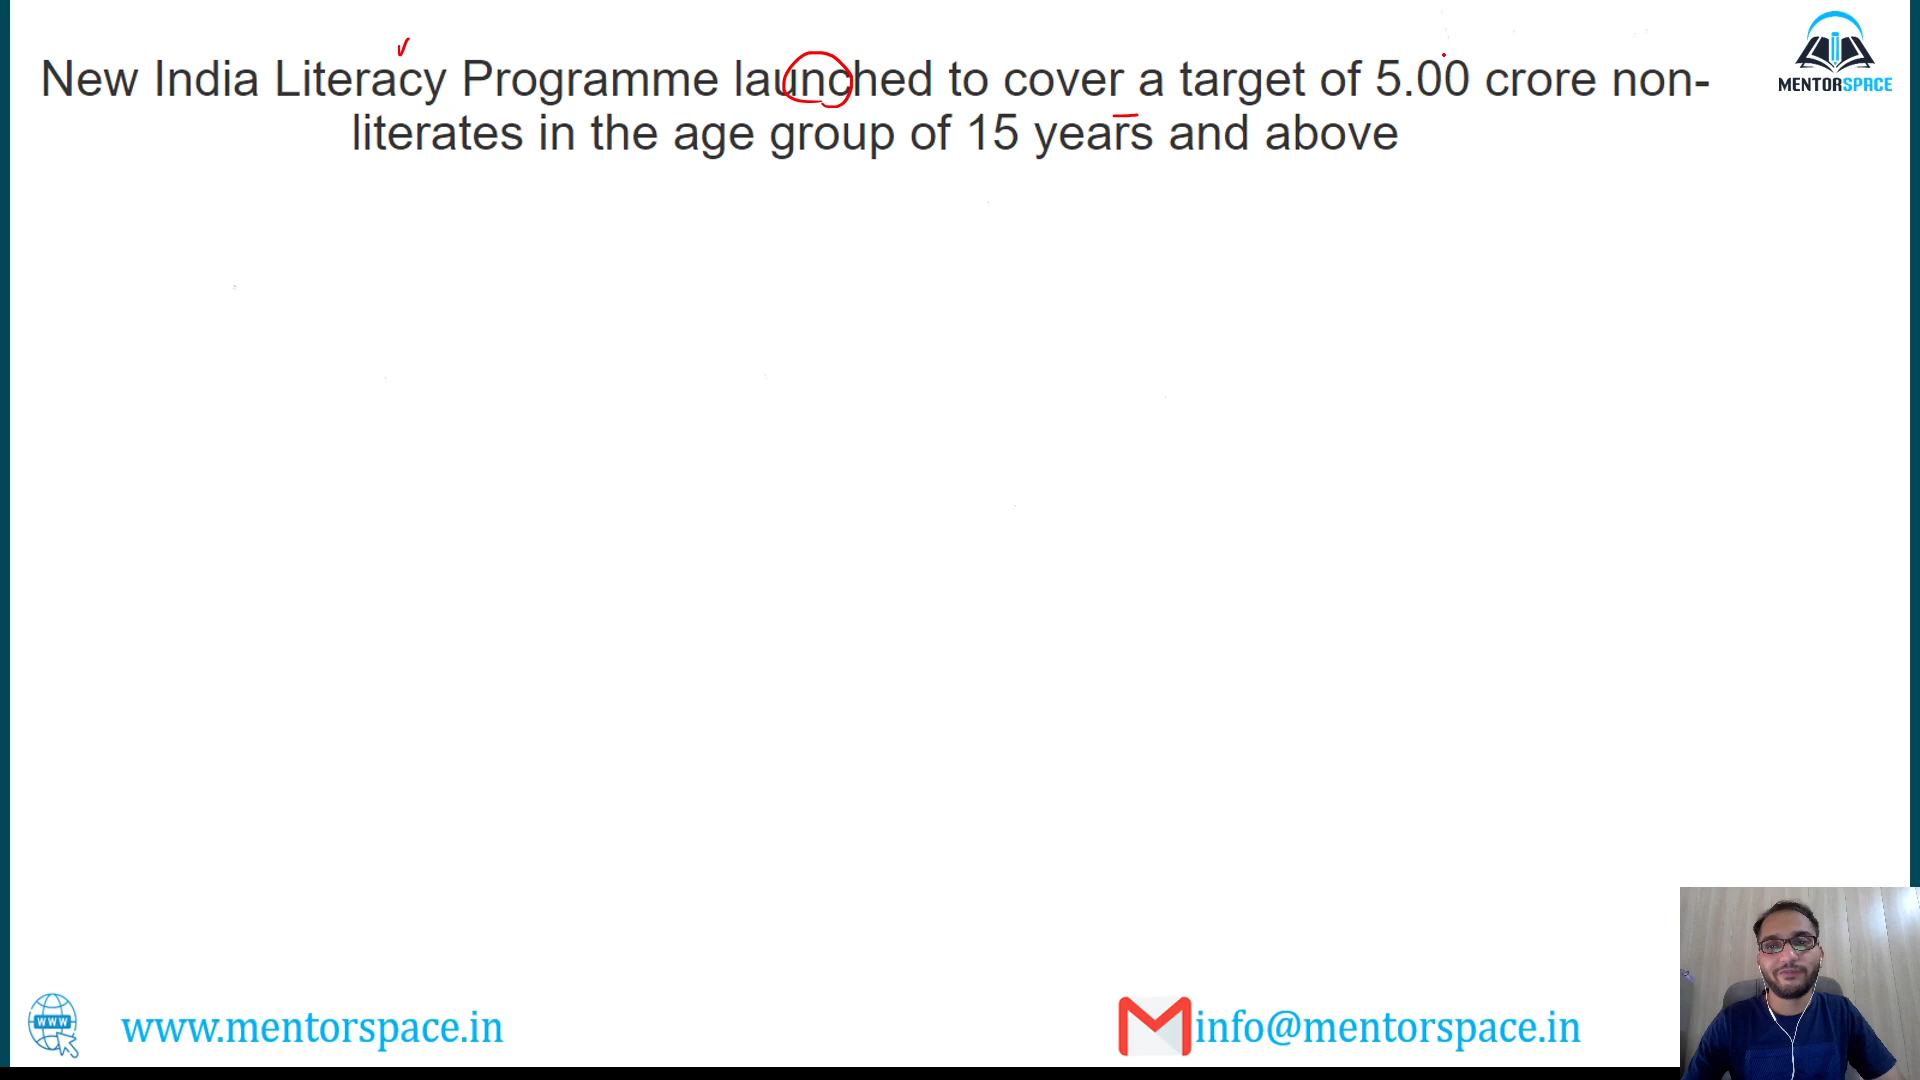 New India Literacy Programme launched to cover a target of 5.00 crore non-
literates in the age group of 15 years and above
MENTORSPACE
www
www.mentorspace.in
info@mentorspace.in